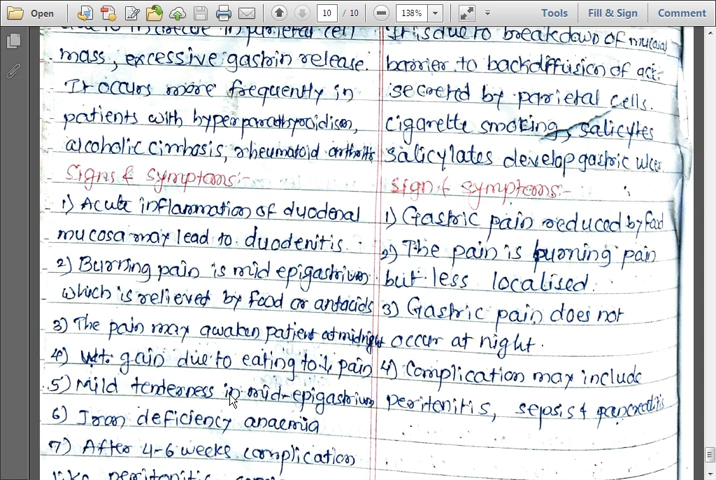 Open
10 / 10
138%
Tools
Fill & Sign
Comment
mass, excessive gastrin release.
It occurs more frequently in
patients with hyperparathyroidism,
alcoholic cirrhosis, rheumatoid arthritis
Signs & Symptoms:-
1) Acute inflammation of duodenal
mucosa may lead to duodenitis.
2) Burning pain is mid epigastrium
which is relieved by food or antacids
3) The pain may awaken patient at midnight
4) Wt. gain due to eating to ↓ pain
5) Mild tenderness in mid-epigastrium
6) Iron deficiency anaemia
7) After 4-6 weeks complication
It is due to breakdown of mucosal
barrier to backdiffusion of acid
secreted by parietal cells.
Cigarette smoking, salicytes
salicylates develop gastric ulcer
Sign & symptoms:-
1) Gastric pain reduced by food
2) The pain is burning pain
but less localised.
3) Gastric pain does not
occur at night.
4) Complication may include
peritonitis, sepsis & pancreatitis